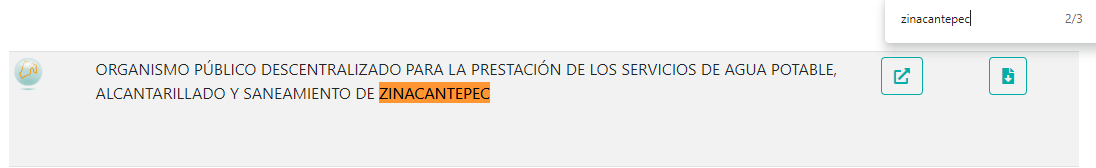 zinacantepec 2/3
ORGANISMO PÚBLICO DESCENTRALIZADO PARA LA PRESTACIÓN DE LOS SERVICIOS DE AGUA POTABLE,
ALCANTARILLADO Y SANEAMIENTO DE ZINACANTEPEC